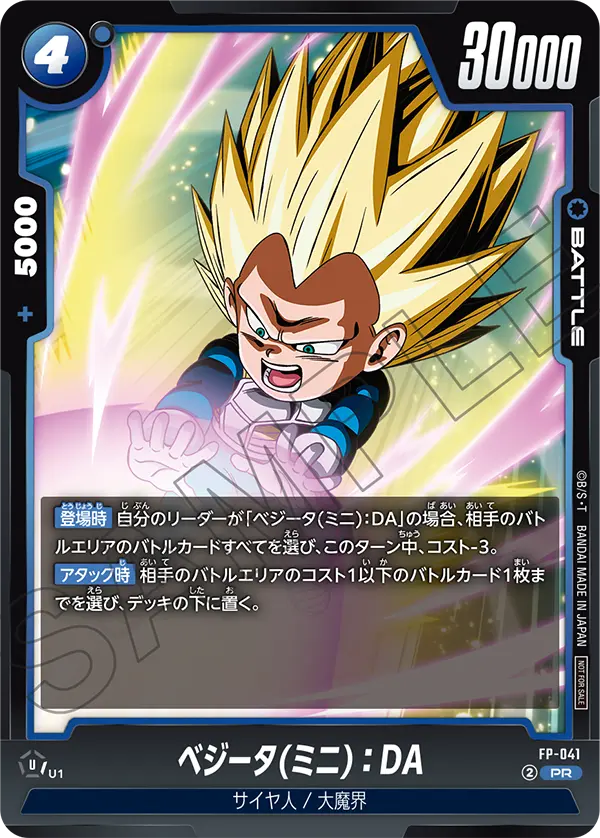 4
30000
+ 5000
BATTLE
SAMPLE
登場時 自分のリーダーが「ベジータ(ミニ):DA」の場合、相手のバト
ルエリアのバトルカードすべてを選び、このターン中、コスト-3。
アタック時 相手のバトルエリアのコスト1以下のバトルカード1枚ま
でを選び、デッキの下に置く。
©B/S・T BANDAI MADE IN JAPAN
NOT FOR SALE
U U1
ベジータ(ミニ):DA
FP-041
② PR
サイヤ人 / 大魔界